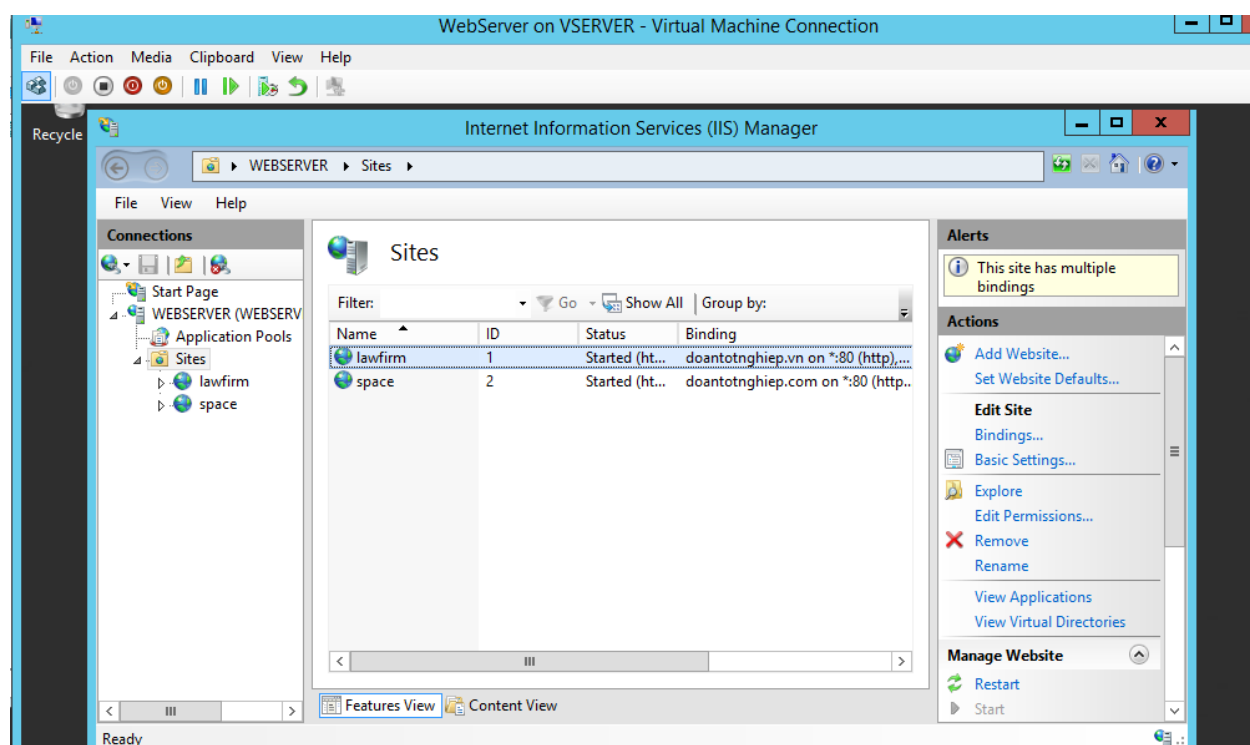 WebServer on VSERVER - Virtual Machine Connection
File Action Media Clipboard View Help
Recycle
Internet Information Services (IIS) Manager
WEBSERVER Sites
File View Help
Connections
Start Page
WEBSERVER (WEBSERV
Application Pools
Sites
lawfirm
space
Sites
Filter: Go Show All Group by:
Name ID Status Binding
lawfirm 1 Started (ht... doantotnghiep.vn on *:80 (http),...
space 2 Started (ht... doantotnghiep.com on *:80 (http..
Features View Content View
Alerts
This site has multiple
bindings
Actions
Add Website...
Set Website Defaults...
Edit Site
Bindings...
Basic Settings...
Explore
Edit Permissions...
Remove
Rename
View Applications
View Virtual Directories
Manage Website
Restart
Start
Ready